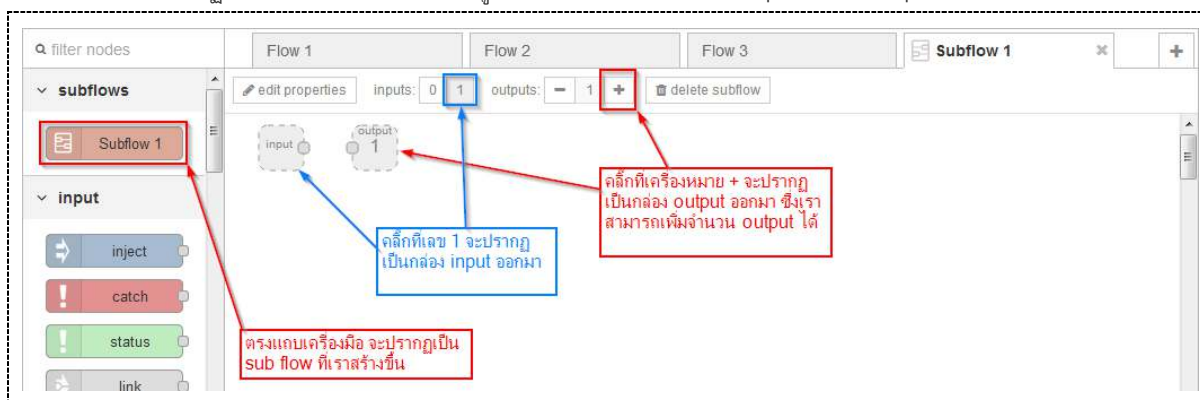 filter nodes
Flow 1
Flow 2
Flow 3
Subflow 1
subflows
edit properties
inputs: 0 1
outputs: - 1 +
delete subflow
Subflow 1
input
output
1
คลิ๊กที่เครื่องหมาย + จะปรากฏ
เป็นกล่อง output ออกมา ซึ่งเรา
สามารถเพิ่มจำนวน output ได้
input
inject
คลิ๊กที่เลข 1 จะปรากฏ
เป็นกล่อง input ออกมา
catch
status
ตรงแถบเครื่องมือ จะปรากฏเป็น
sub flow ที่เราสร้างขึ้น
link